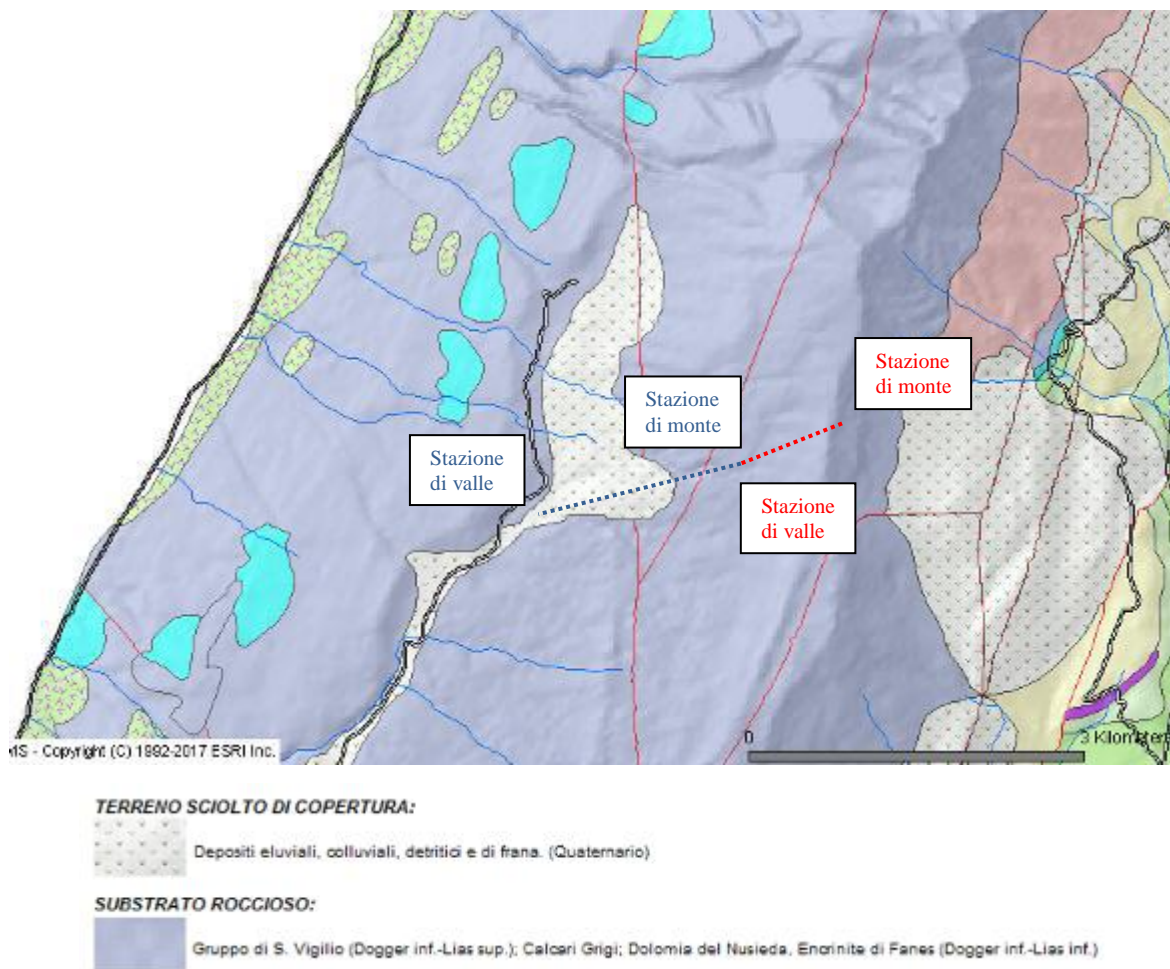 Stazione
di monte
Stazione
di monte
Stazione
di valle
Stazione
di valle
0
3 Kilometer
MS - Copyright (C) 1992-2017 ESRI Inc.
TERRENO SCIOLTO DI COPERTURA:
Depositi eluviali, colluviali, detritici e di frana. (Quaternario)
SUBSTRATO ROCCIOSO:
Gruppo di S. Vigilio (Dogger inf.-Lias sup.); Calcari Grigi; Dolomia del Nusieda, Encrinite di Fanes (Dogger inf.-Lias inf.)